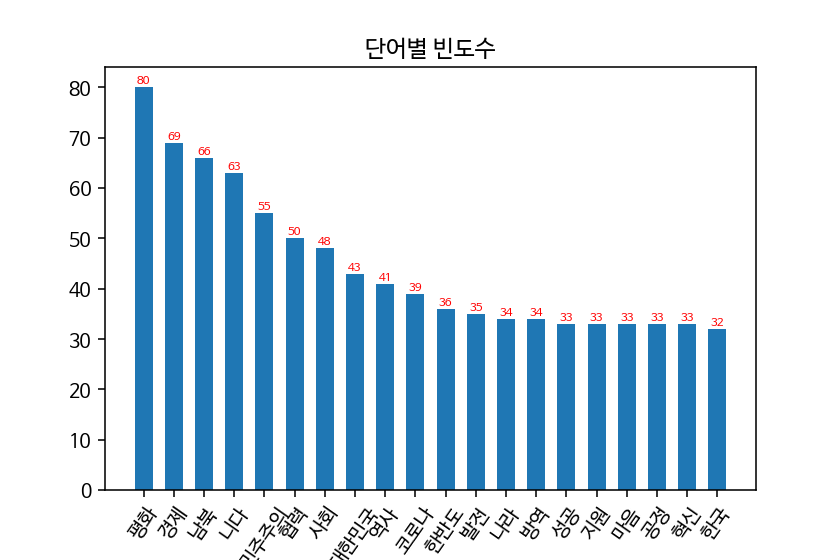 단어별 빈도수
80
70
60
50
40
30
20
10
0
80
69
66
63
55
50
48
43
41
39
36
35
34
34
33
33
33
33
33
32
평화
경제
남북
니다
협력
사회
역사
코로나
한반도
발전
나라
방역
성공
지원
마음
공정
혁신
한국